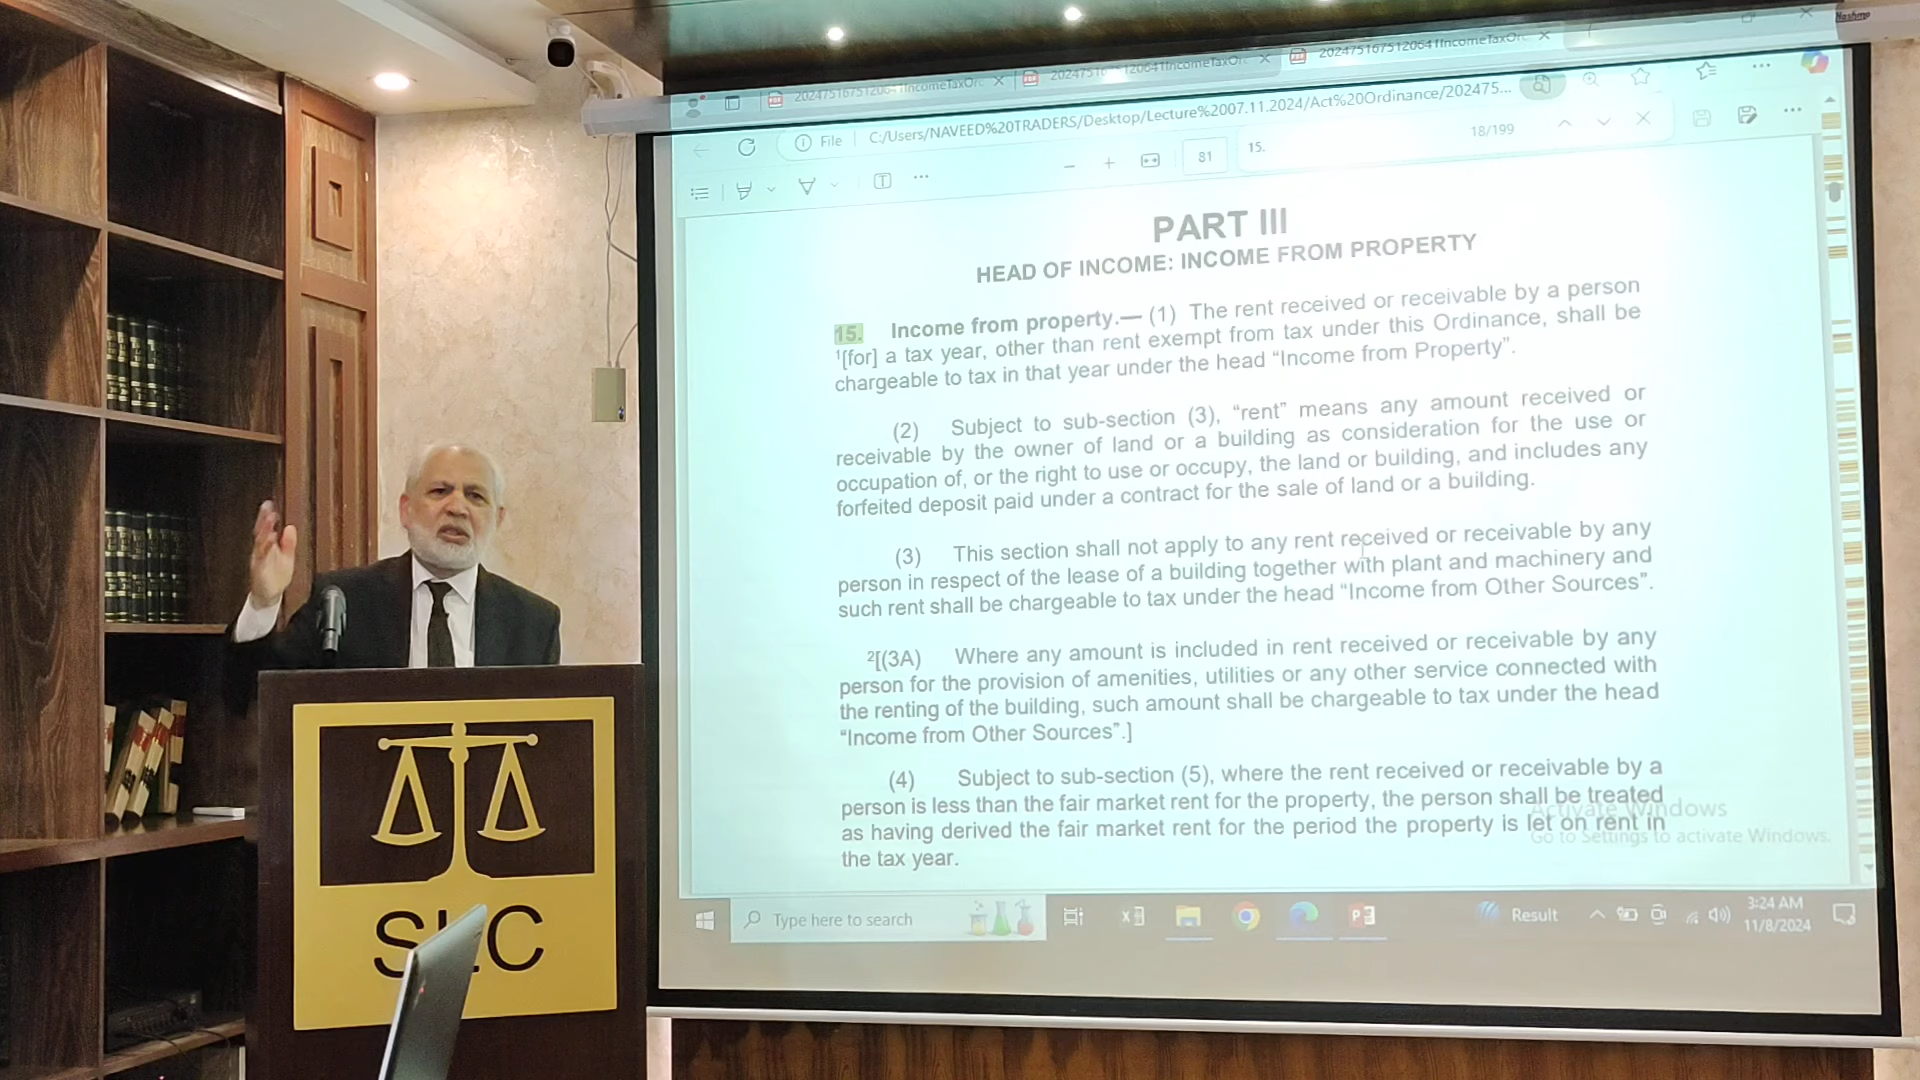 Hashmo
2024751675120641IncomeTaxOr
202475167512064 1IncomeTaxOr.
202475167512064 1IncomeTaxOr.
File
C:/Users/NAVEED%20TRADERS/Desktop/Lecture%2007.11.2024/Act%20Ordinance/202475...
81
15.
18/199
PART III
HEAD OF INCOME: INCOME FROM PROPERTY
15. Income from property.— (1) The rent received or receivable by a person
1[for] a tax year, other than rent exempt from tax under this Ordinance, shall be
chargeable to tax in that year under the head “Income from Property”.
(2) Subject to sub-section (3), “rent” means any amount received or
receivable by the owner of land or a building as consideration for the use or
occupation of, or the right to use or occupy, the land or building, and includes any
forfeited deposit paid under a contract for the sale of land or a building.
(3) This section shall not apply to any rent received or receivable by any
person in respect of the lease of a building together with plant and machinery and
such rent shall be chargeable to tax under the head “Income from Other Sources”.
2[(3A) Where any amount is included in rent received or receivable by any
person for the provision of amenities, utilities or any other service connected with
the renting of the building, such amount shall be chargeable to tax under the head
“Income from Other Sources”.]
(4) Subject to sub-section (5), where the rent received or receivable by a
person is less than the fair market rent for the property, the person shall be treated
as having derived the fair market rent for the period the property is let on rent in
the tax year.
Activate Windows
Go to Settings to activate Windows.
Type here to search
Result
3:24 AM
11/8/2024
SLC